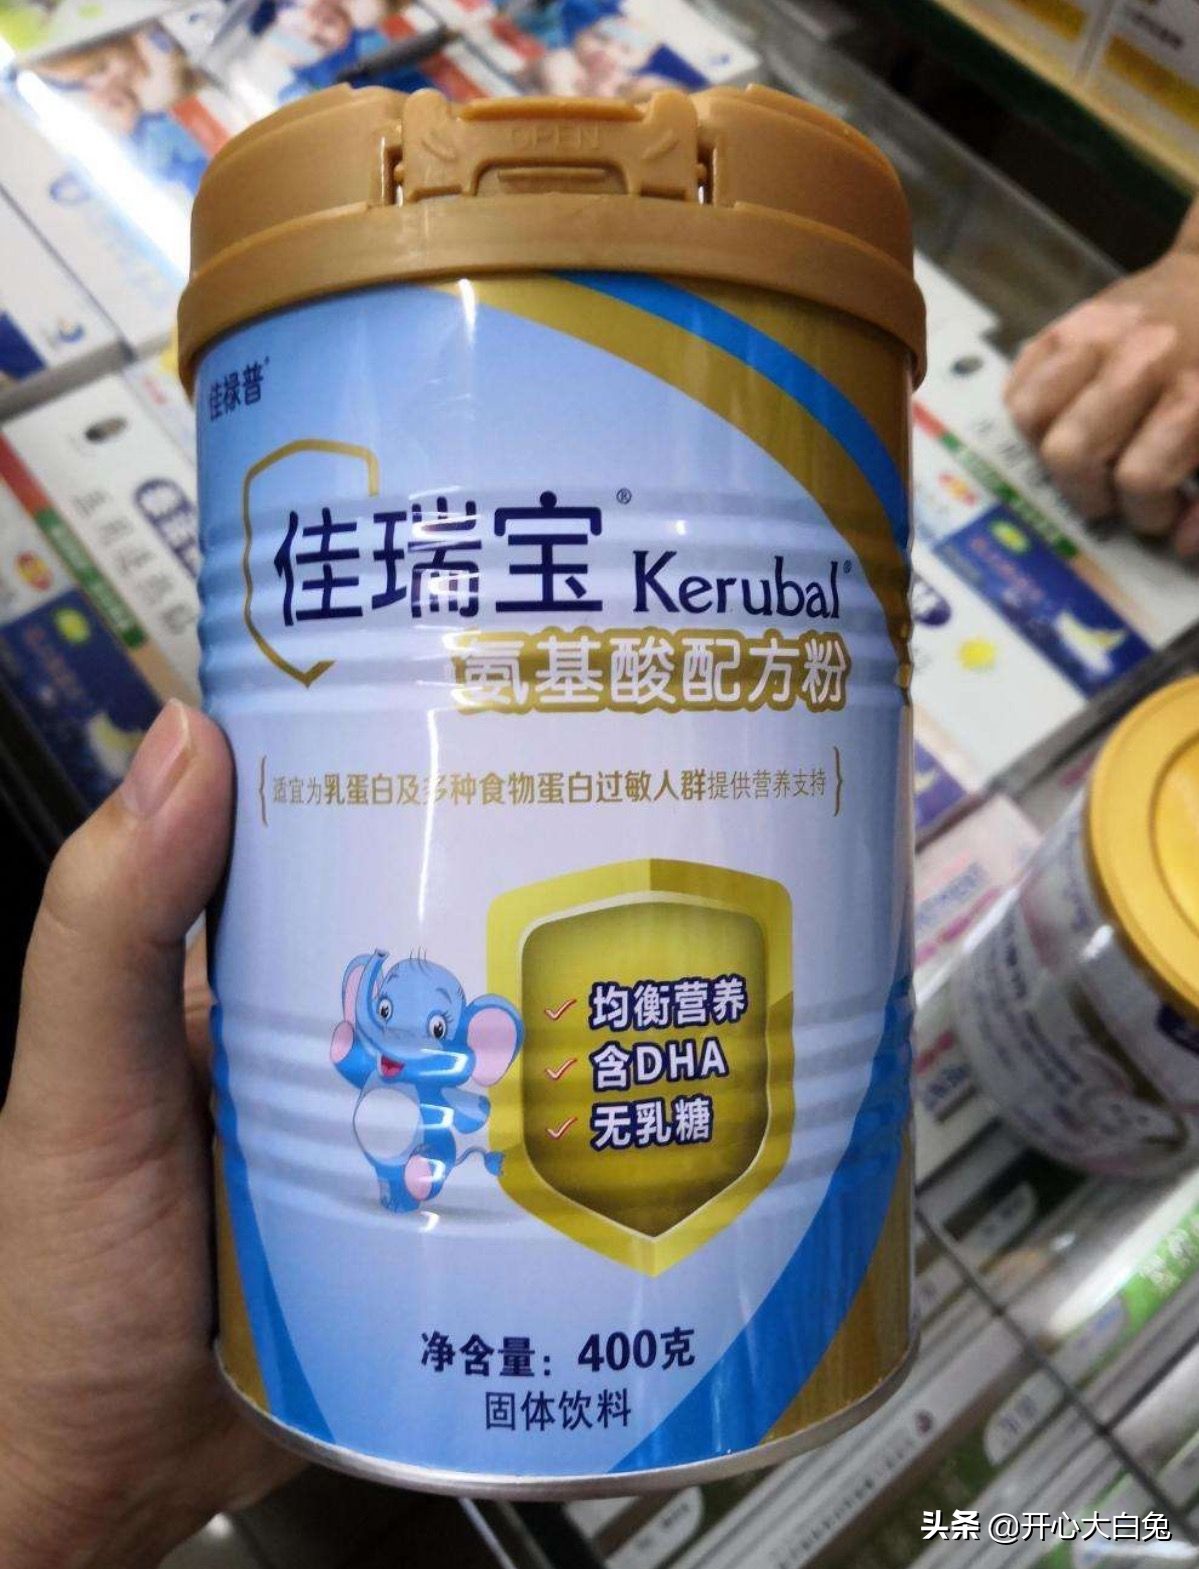 OPEN
佳禄普
佳瑞宝® Kerubal®
氨基酸配方粉
{适宜为乳蛋白及多种食物蛋白过敏人群提供营养支持}
✓ 均衡营养
✓ 含DHA
✓ 无乳糖
净含量：400克
固体饮料
头条 @开心大白兔